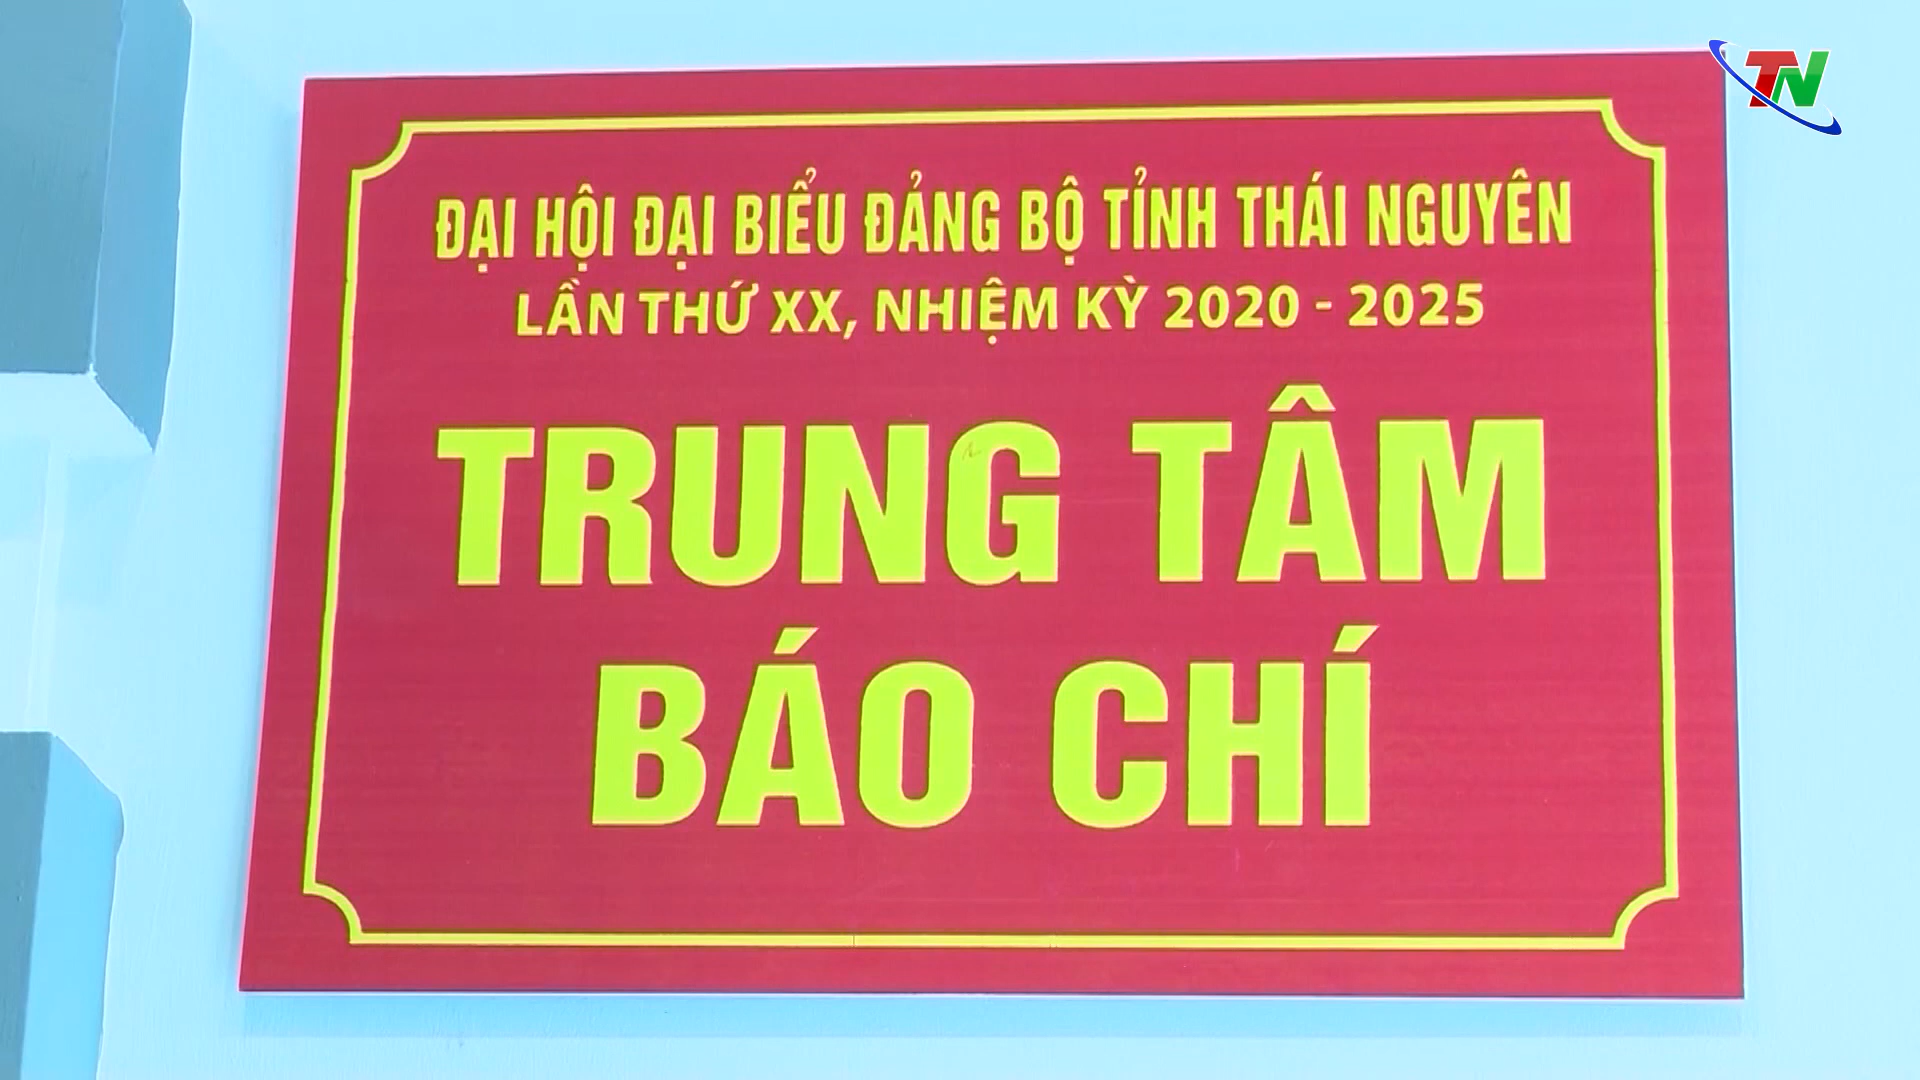 TN
ĐẠI HỘI ĐẠI BIỂU ĐẢNG BỘ TỈNH THÁI NGUYÊN
LẦN THỨ XX, NHIỆM KỲ 2020 - 2025
TRUNG TÂM
BÁO CHÍ